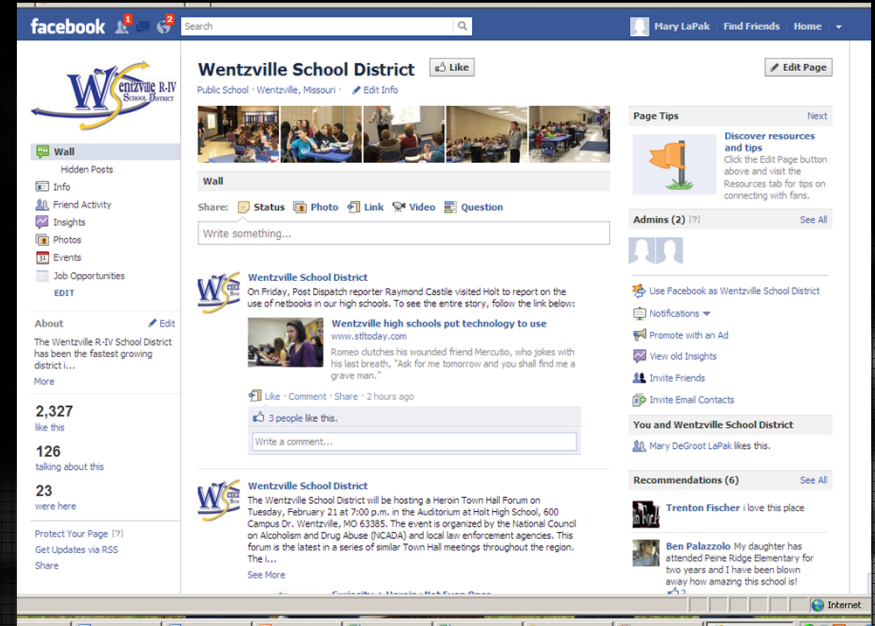 facebook 1 2 Search Mary LaPak Find Friends Home
Wentzville R-IV
School District
Wall
Hidden Posts
Info
Friend Activity
Insights
Photos
Events
Job Opportunities
EDIT
About Edit
The Wentzville R-IV School District
has been the fastest growing
district i...
More
2,327
like this
126
talking about this
23
were here
Protect Your Page [?]
Get Updates via RSS
Share
Wentzville School District Like Edit Page
Public School · Wentzville, Missouri · Edit Info
Wall
Share: Status Photo Link Video Question
Write something...
Wentzville School District
On Friday, Post Dispatch reporter Raymond Castile visited Holt to report on the
use of netbooks in our high schools. To see the entire story, follow the link below:
Wentzville high schools put technology to use
www.stltoday.com
Romeo clutches his wounded friend Mercutio, who jokes with
his last breath, "Ask for me tomorrow and you shall find me a
grave man."
Like · Comment · Share · 2 hours ago
3 people like this.
Write a comment...
Wentzville School District
The Wentzville School District will be hosting a Heroin Town Hall Forum on
Tuesday, February 21 at 7:00 p.m. in the Auditorium at Holt High School, 600
Campus Dr. Wentzville, MO 63385. The event is organized by the National Council
on Alcoholism and Drug Abuse (NCADA) and local law enforcement agencies. This
forum is the latest in a series of similar Town Hall meetings throughout the region.
The i...
See More
Page Tips Next
Discover resources
and tips
Click the Edit Page button
above and visit the
Resources tab for tips on
connecting with fans.
Admins (2) [?] See All
Use Facebook as Wentzville School District
Notifications
Promote with an Ad
View old Insights
Invite Friends
Invite Email Contacts
You and Wentzville School District
Mary DeGroot LaPak likes this.
Recommendations (6) See All
Trenton Fischer i love this place
Ben Palazzolo My daughter has
attended Peine Ridge Elementary for
two years and I have been blown
away how amazing this school is!
2
Internet